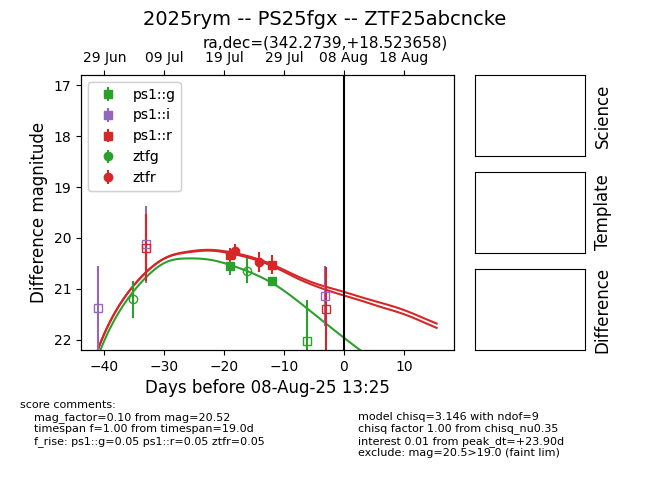 2025rym -- PS25fgx -- ZTF25abcncke
ra,dec=(342.2739,+18.523658)
29 Jun 09 Jul 19 Jul 29 Jul 08 Aug 18 Aug
17
18
19
20
21
22
Difference magnitude
ps1::g
ps1::i
ps1::r
ztfg
ztfr
−40 −30 −20 −10 0 10
Days before 08-Aug-25 13:25
Science
Template
Difference
score comments:
mag_factor=0.10 from mag=20.52
timespan f=1.00 from timespan=19.0d
f_rise: ps1::g=0.05 ps1::r=0.05 ztfr=0.05
model chisq=3.146 with ndof=9
chisq factor 1.00 from chisq_nu0.35
interest 0.01 from peak_dt=+23.90d
exclude: mag=20.5>19.0 (faint lim)